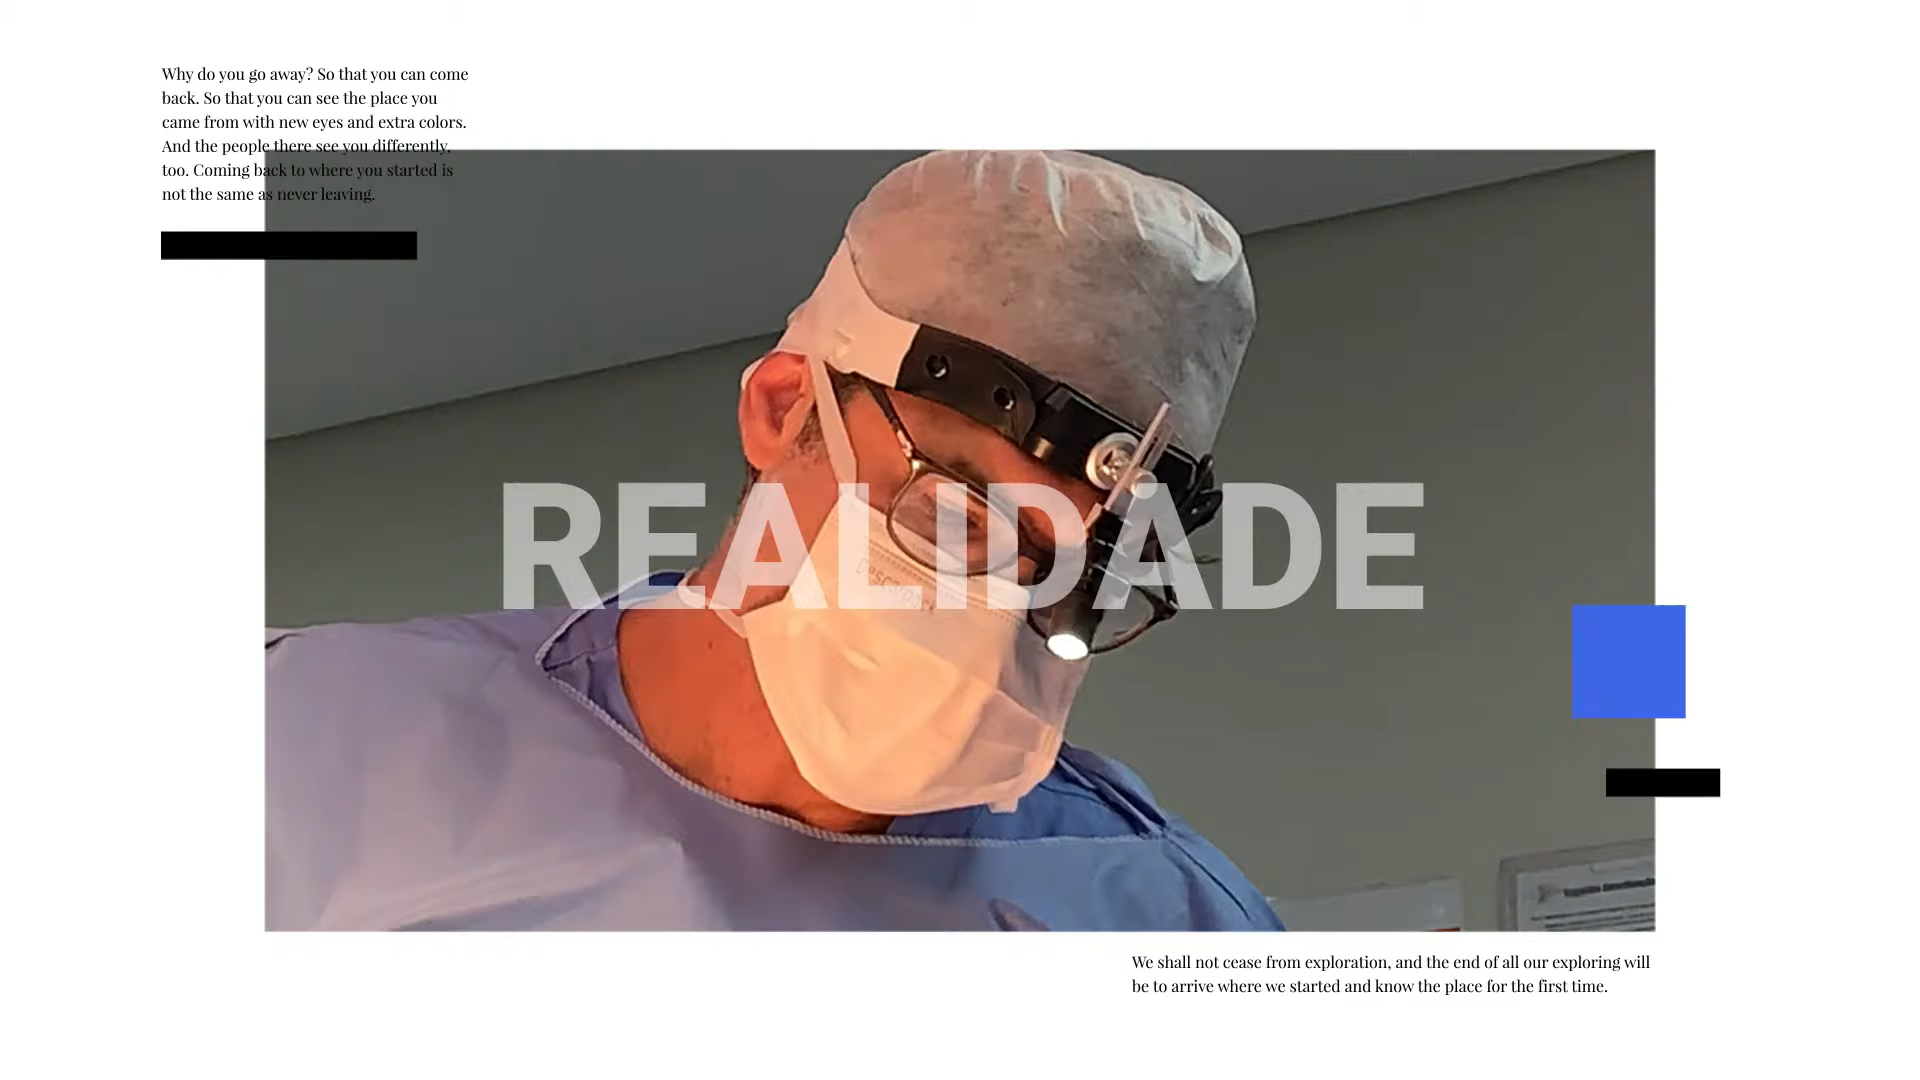 Why do you go away? So that you can come
back. So that you can see the place you
came from with new eyes and extra colors.
And the people there see you differently,
too. Coming back to where you started is
not the same as never leaving.
REALIDADE
Descarpack
We shall not cease from exploration, and the end of all our exploring will
be to arrive where we started and know the place for the first time.